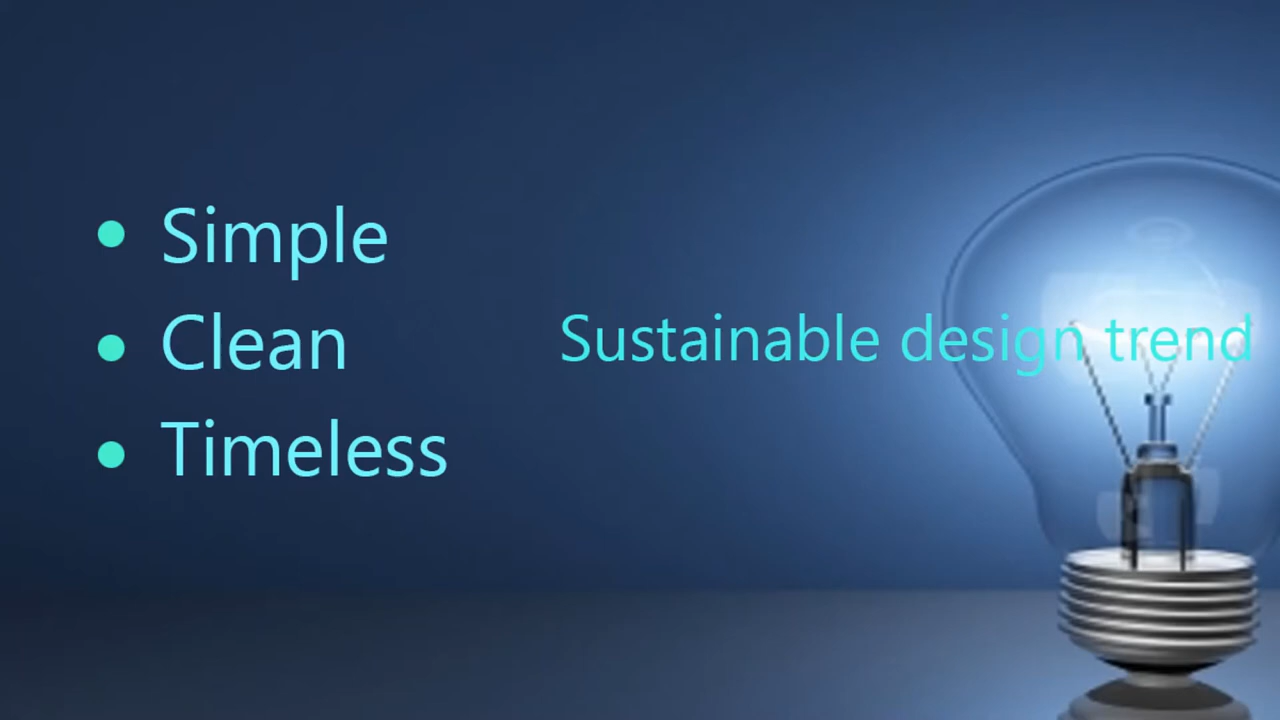 • Simple
• Clean
• Timeless
Sustainable design trend